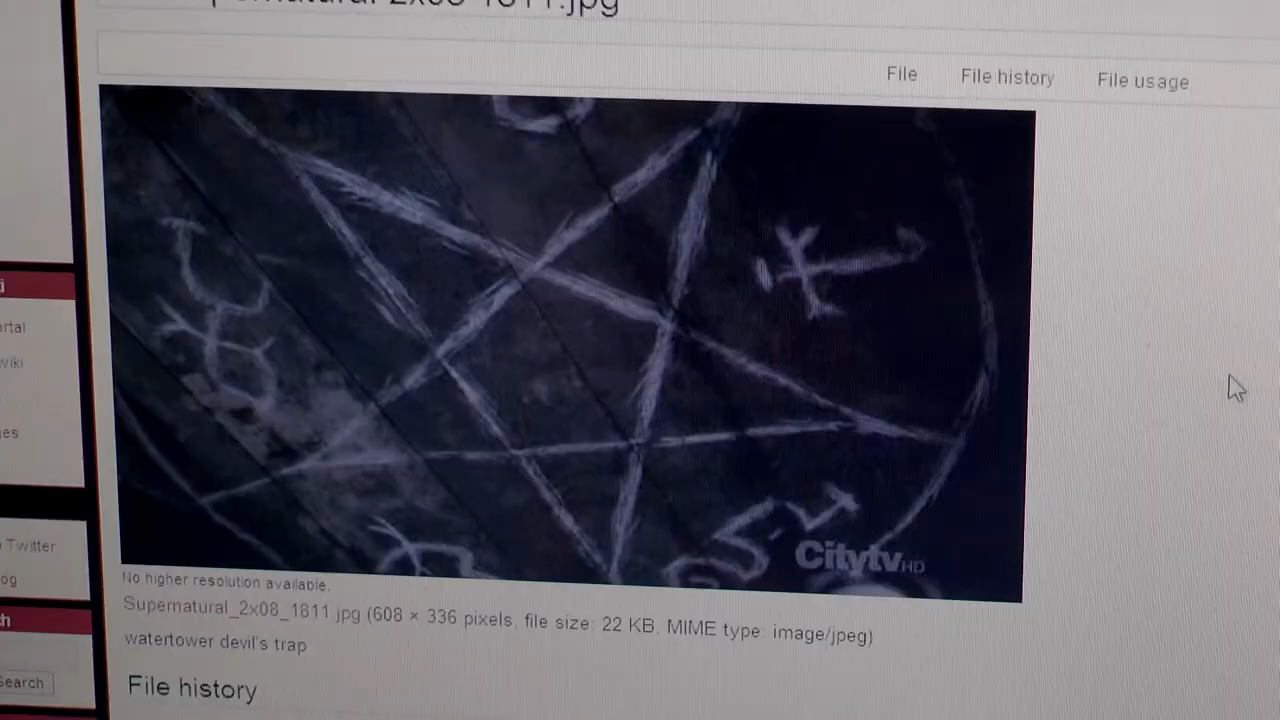 File File history File usage
CitytvHD
No higher resolution available.
Supernatural_2x08_1811.jpg (608 × 336 pixels, file size: 22 KB, MIME type: image/jpeg)
watertower devil's trap
File history
Twitter
Search